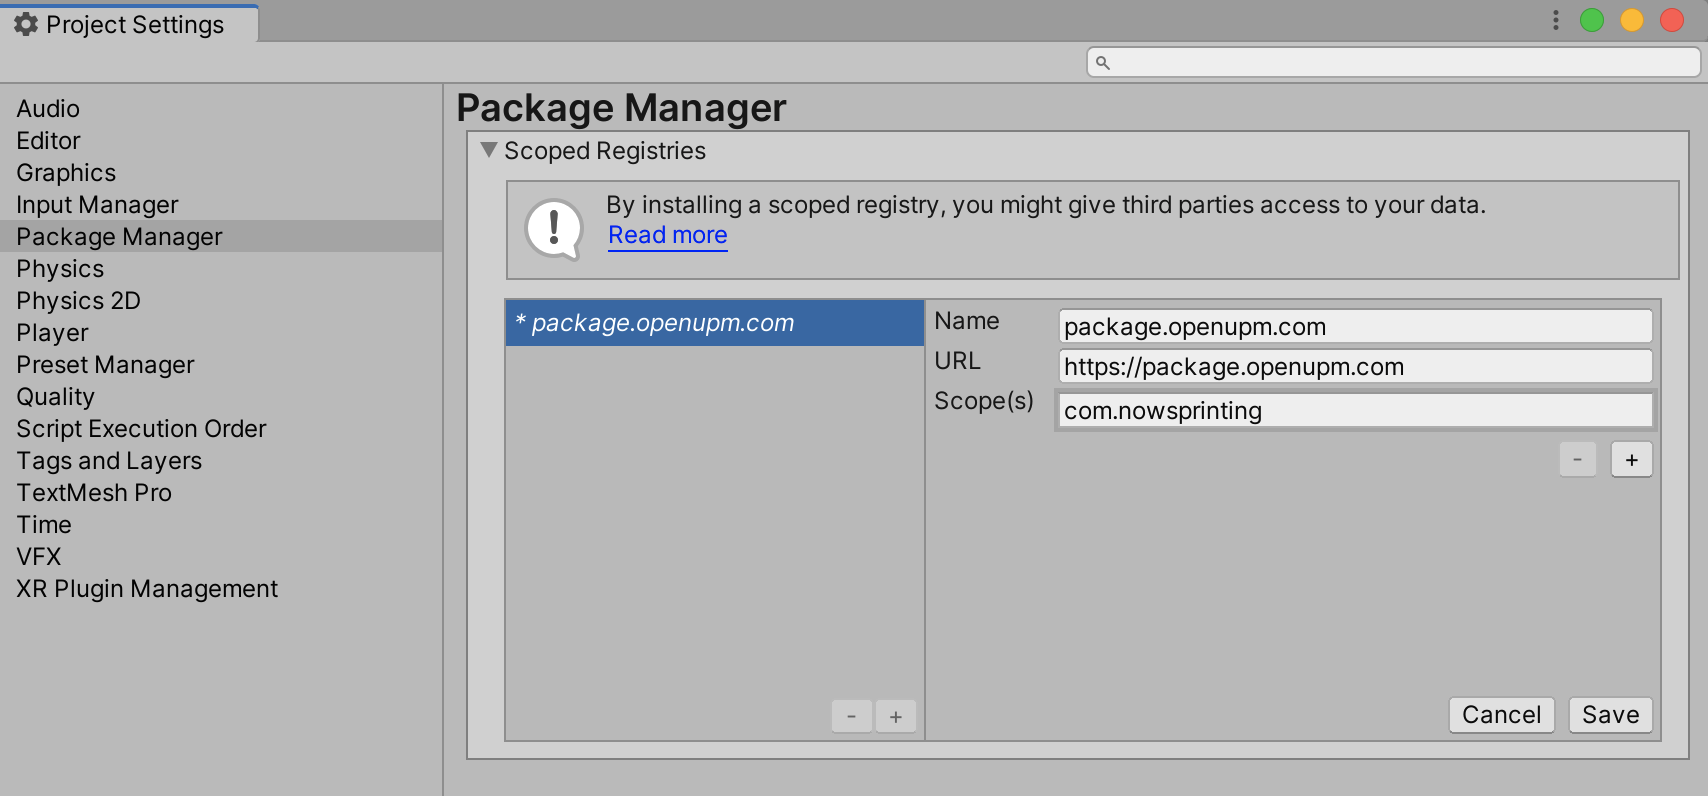 Project Settings
Audio
Editor
Graphics
Input Manager
Package Manager
Physics
Physics 2D
Player
Preset Manager
Quality
Script Execution Order
Tags and Layers
TextMesh Pro
Time
VFX
XR Plugin Management
Package Manager
Scoped Registries
By installing a scoped registry, you might give third parties access to your data.
Read more
* package.openupm.com
- +
Name package.openupm.com
URL https://package.openupm.com
Scope(s) com.nowsprinting
- +
Cancel Save